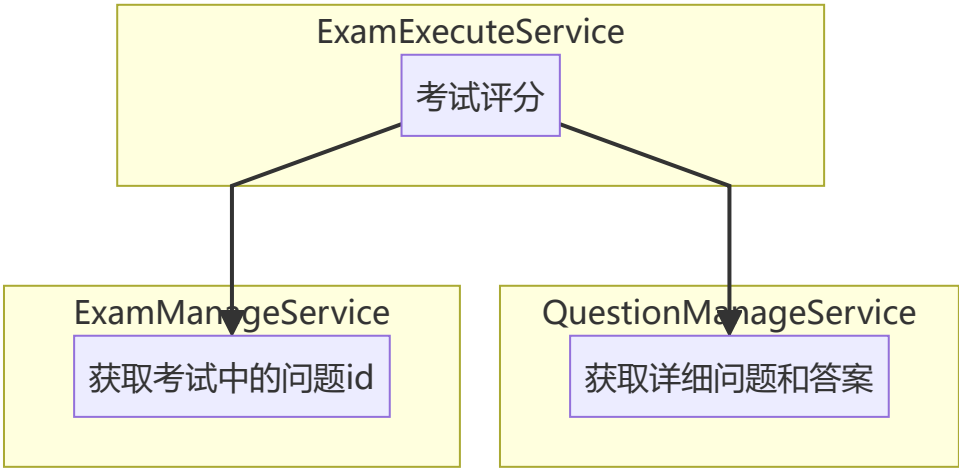 ExamExecuteService
考试评分
ExamManageService
获取考试中的问题id
QuestionManageService
获取详细问题和答案